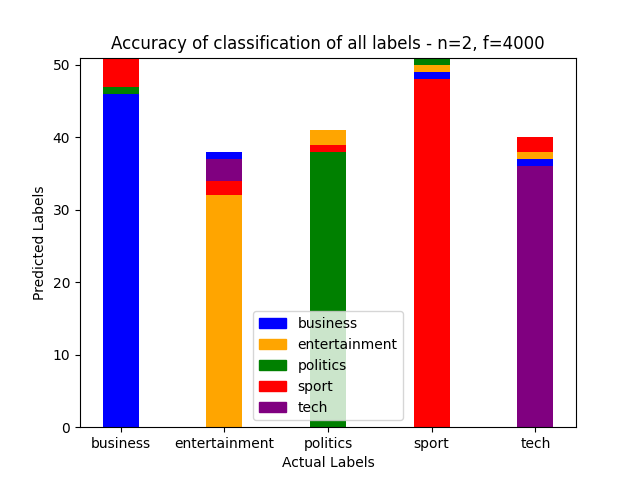 Accuracy of classification of all labels - n=2, f=4000
Predicted Labels
50
40
30
20
10
0
business
entertainment
politics
sport
tech
business
entertainment
politics
sport
tech
Actual Labels